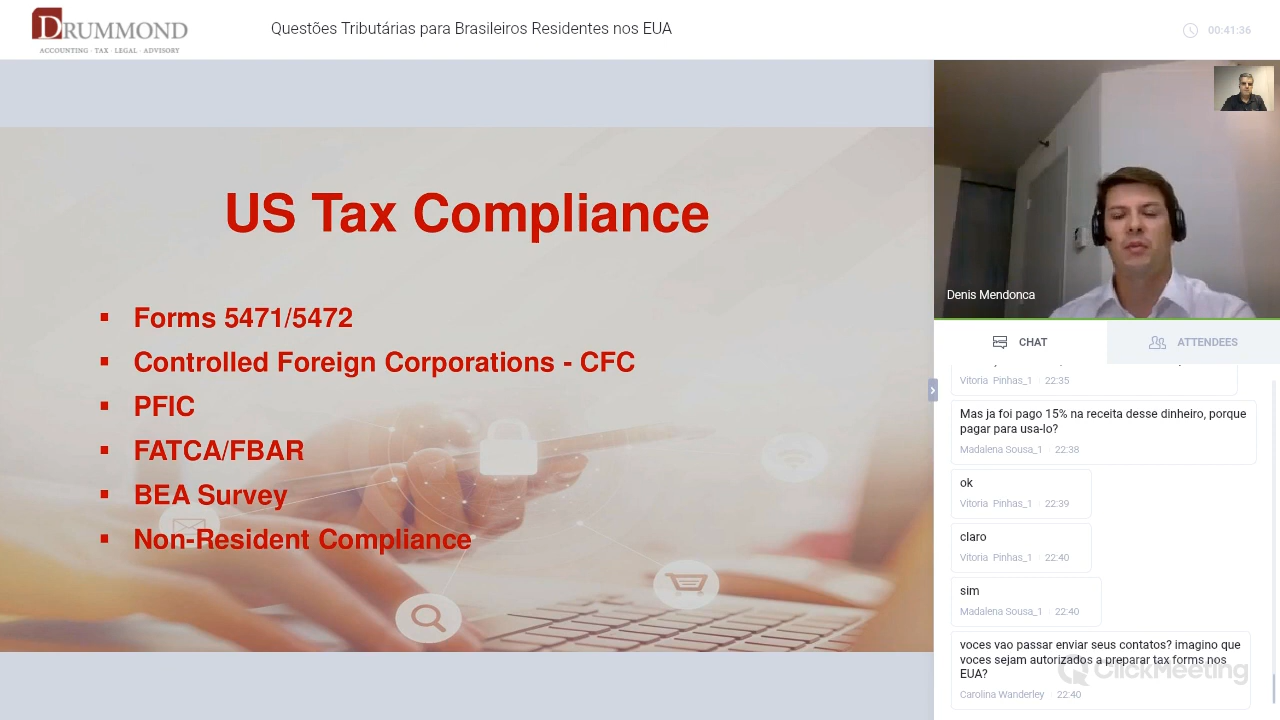 DRUMMOND
ACCOUNTING · TAX · LEGAL · ADVISORY
Questões Tributárias para Brasileiros Residentes nos EUA
00:41:36
US Tax Compliance
▪ Forms 5471/5472
▪ Controlled Foreign Corporations - CFC
▪ PFIC
▪ FATCA/FBAR
▪ BEA Survey
▪ Non-Resident Compliance
Denis Mendonca
CHAT
ATTENDEES
Vitoria Pinhas_1 22:35
Mas ja foi pago 15% na receita desse dinheiro, porque
pagar para usa-lo?
Madalena Sousa_1 22:38
ok
Vitoria Pinhas_1 22:39
claro
Vitoria Pinhas_1 22:40
sim
Madalena Sousa_1 22:40
voces vao passar enviar seus contatos? imagino que
voces sejam autorizados a preparar tax forms nos
EUA?
Carolina Wanderley 22:40
ClickMeeting